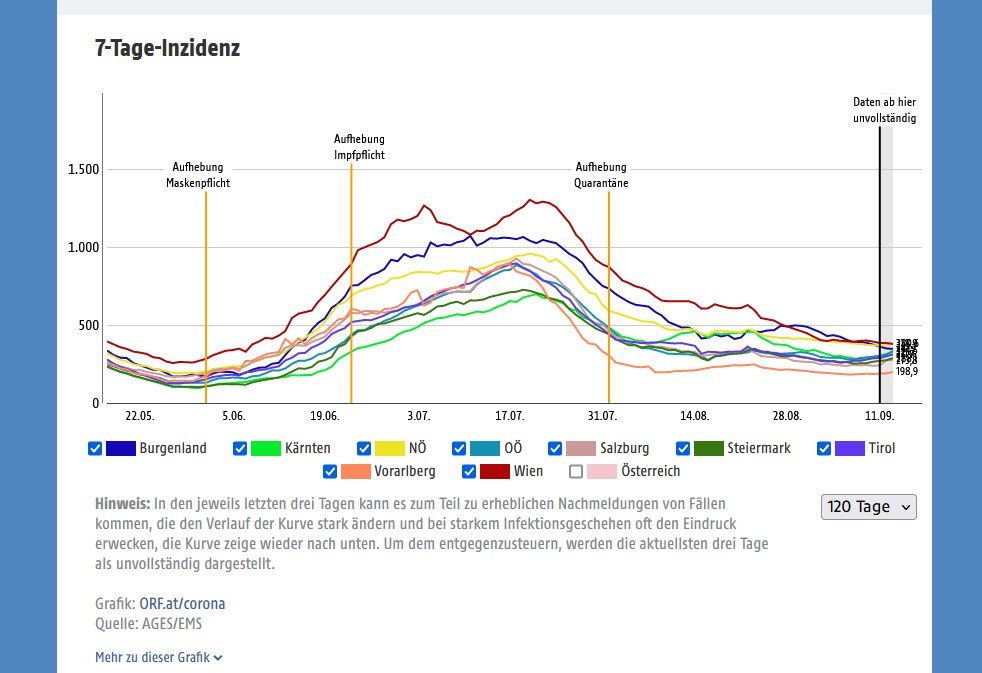 7-Tage-Inzidenz
Daten ab hier
unvollständig
Aufhebung
Impfpflicht
Aufhebung
Maskenpflicht
Aufhebung
Quarantäne
1.500
1.000
500
0
198,9
22.05. 5.06. 19.06. 3.07. 17.07. 31.07. 14.08. 28.08. 11.09.
Burgenland Kärnten NÖ OÖ Salzburg Steiermark Tirol
Vorarlberg Wien Österreich
Hinweis: In den jeweils letzten drei Tagen kann es zum Teil zu erheblichen Nachmeldungen von Fällen
kommen, die den Verlauf der Kurve stark ändern und bei starkem Infektionsgeschehen oft den Eindruck
erwecken, die Kurve zeige wieder nach unten. Um dem entgegenzusteuern, werden die aktuellsten drei Tage
als unvollständig dargestellt.
120 Tage
Grafik: ORF.at/corona
Quelle: AGES/EMS
Mehr zu dieser Grafik